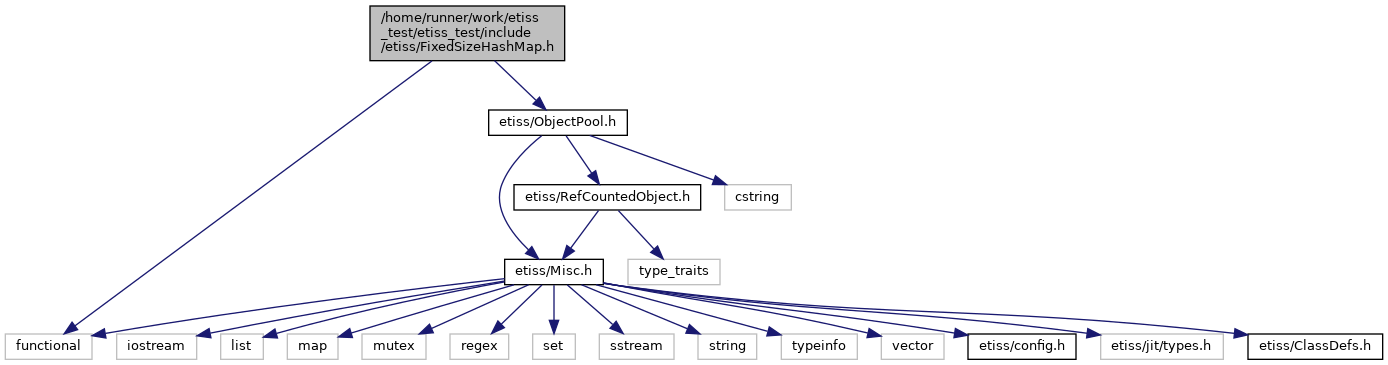 /home/runner/work/etiss
_test/etiss_test/include
/etiss/FixedSizeHashMap.h
etiss/ObjectPool.h
etiss/RefCountedObject.h
cstring
etiss/Misc.h
type_traits
functional
iostream
list
map
mutex
regex
set
sstream
string
typeinfo
vector
etiss/config.h
etiss/jit/types.h
etiss/ClassDefs.h